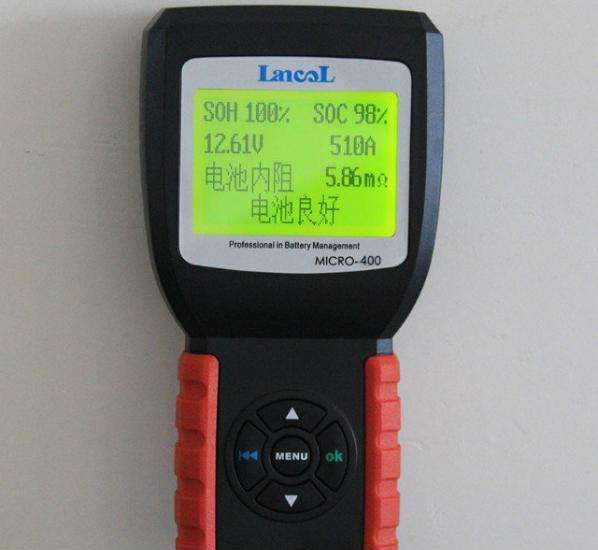 LancoL
SOH 100% SOC 98%
12.61V 510A
电池内阻 5.86mΩ
电池良好
Professional in Battery Management
MICRO-400
MENU
ok